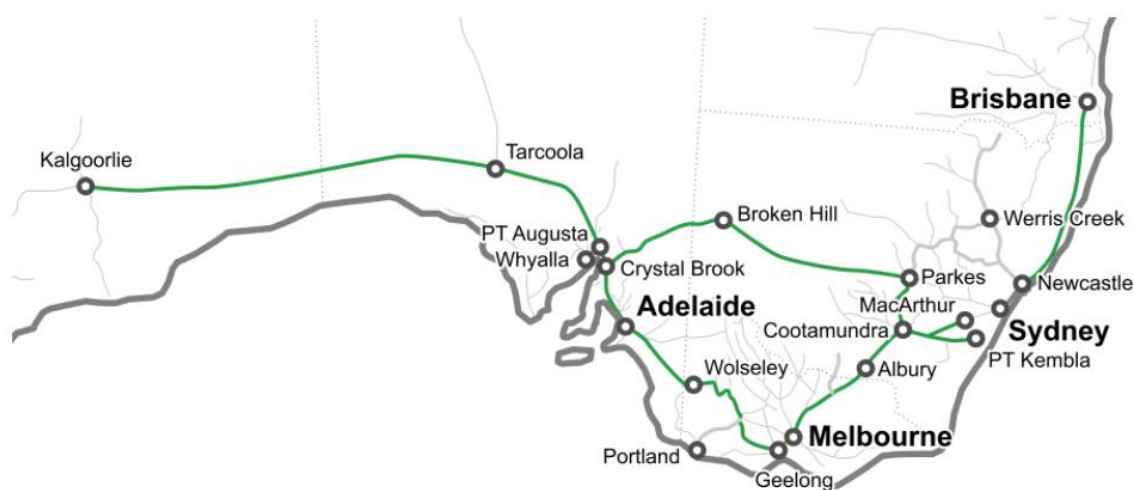 Brisbane
Kalgoorlie
Tarcoola
Broken Hill
Werris Creek
PT Augusta
Whyalla
Crystal Brook
Parkes
Newcastle
MacArthur
Adelaide
Cootamundra
Sydney
PT Kembla
Wolseley
Albury
Melbourne
Portland
Geelong